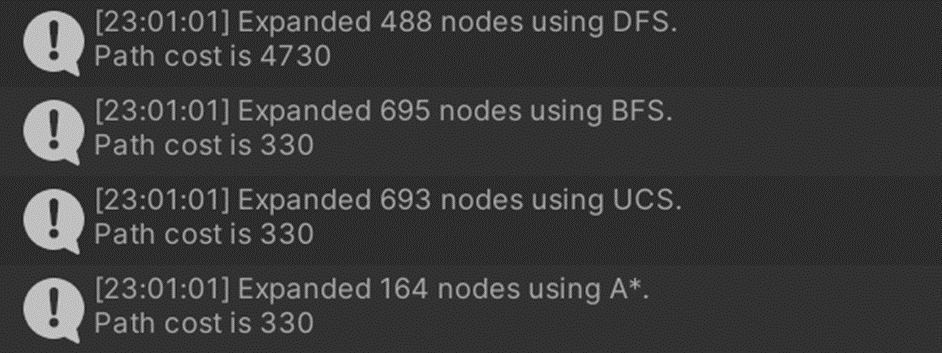 [23:01:01] Expanded 488 nodes using DFS.
Path cost is 4730
[23:01:01] Expanded 695 nodes using BFS.
Path cost is 330
[23:01:01] Expanded 693 nodes using UCS.
Path cost is 330
[23:01:01] Expanded 164 nodes using A*.
Path cost is 330